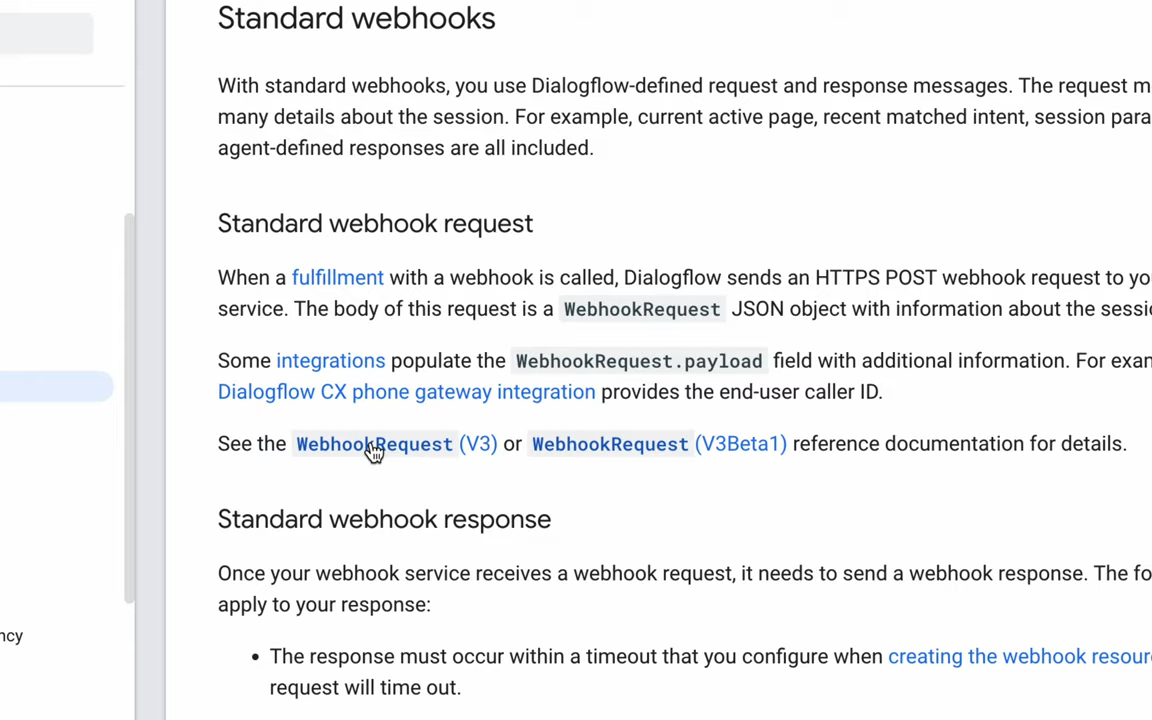 Standard webhooks
With standard webhooks, you use Dialogflow-defined request and response messages. The request m
many details about the session. For example, current active page, recent matched intent, session para
agent-defined responses are all included.
Standard webhook request
When a fulfillment with a webhook is called, Dialogflow sends an HTTPS POST webhook request to yo
service. The body of this request is a WebhookRequest JSON object with information about the sessi
Some integrations populate the WebhookRequest.payload field with additional information. For exam
Dialogflow CX phone gateway integration provides the end-user caller ID.
See the WebhookRequest (V3) or WebhookRequest (V3Beta1) reference documentation for details.
Standard webhook response
Once your webhook service receives a webhook request, it needs to send a webhook response. The fo
apply to your response:
ncy
• The response must occur within a timeout that you configure when creating the webhook resour
request will time out.